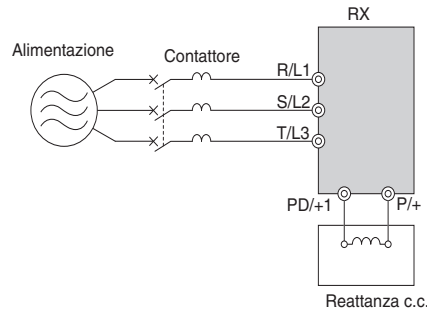 RX
Alimentazione
Contattore
R/L1
S/L2
T/L3
PD/+1
P/+
Reattanza c.c.